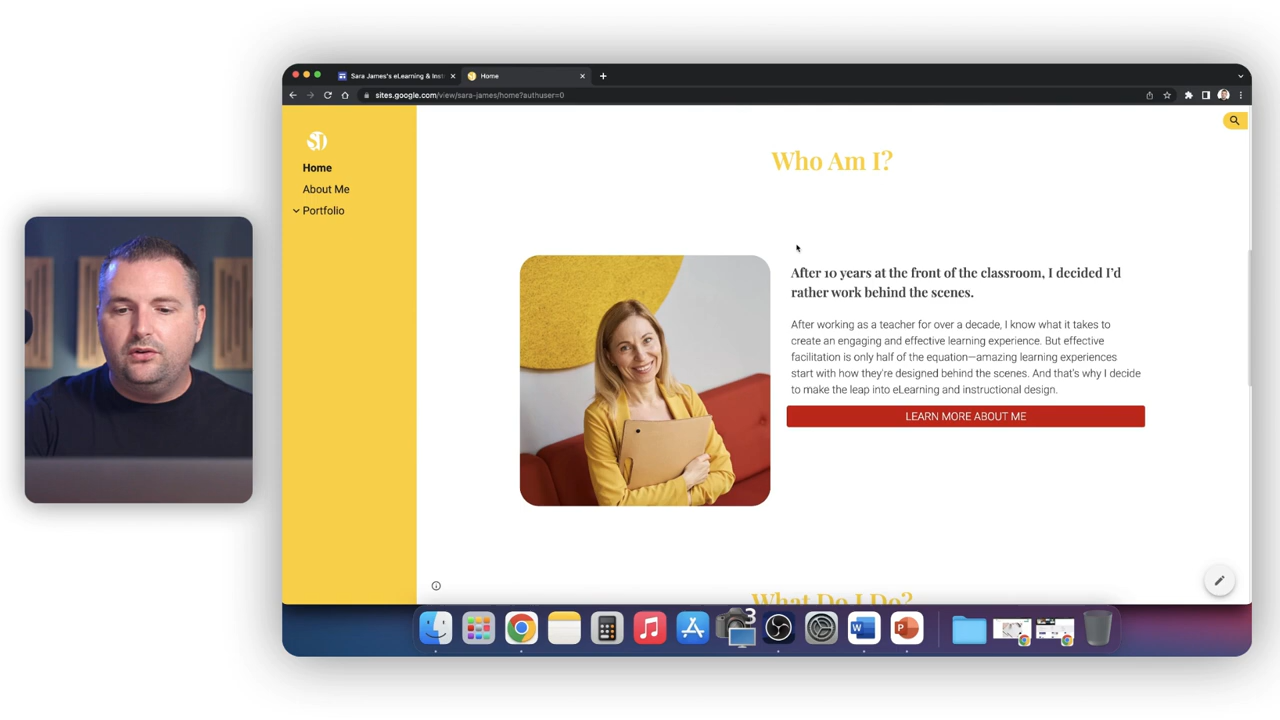 Sara James's eLearning & Inst
Home
sites.google.com/view/sara-james/home?authuser=0
Home
About Me
Portfolio
Who Am I?
After 10 years at the front of the classroom, I decided I'd
rather work behind the scenes.
After working as a teacher for over a decade, I know what it takes to
create an engaging and effective learning experience. But effective
facilitation is only half of the equation—amazing learning experiences
start with how they're designed behind the scenes. And that's why I decide
to make the leap into eLearning and instructional design.
LEARN MORE ABOUT ME
What Do I Do?
3
W
P